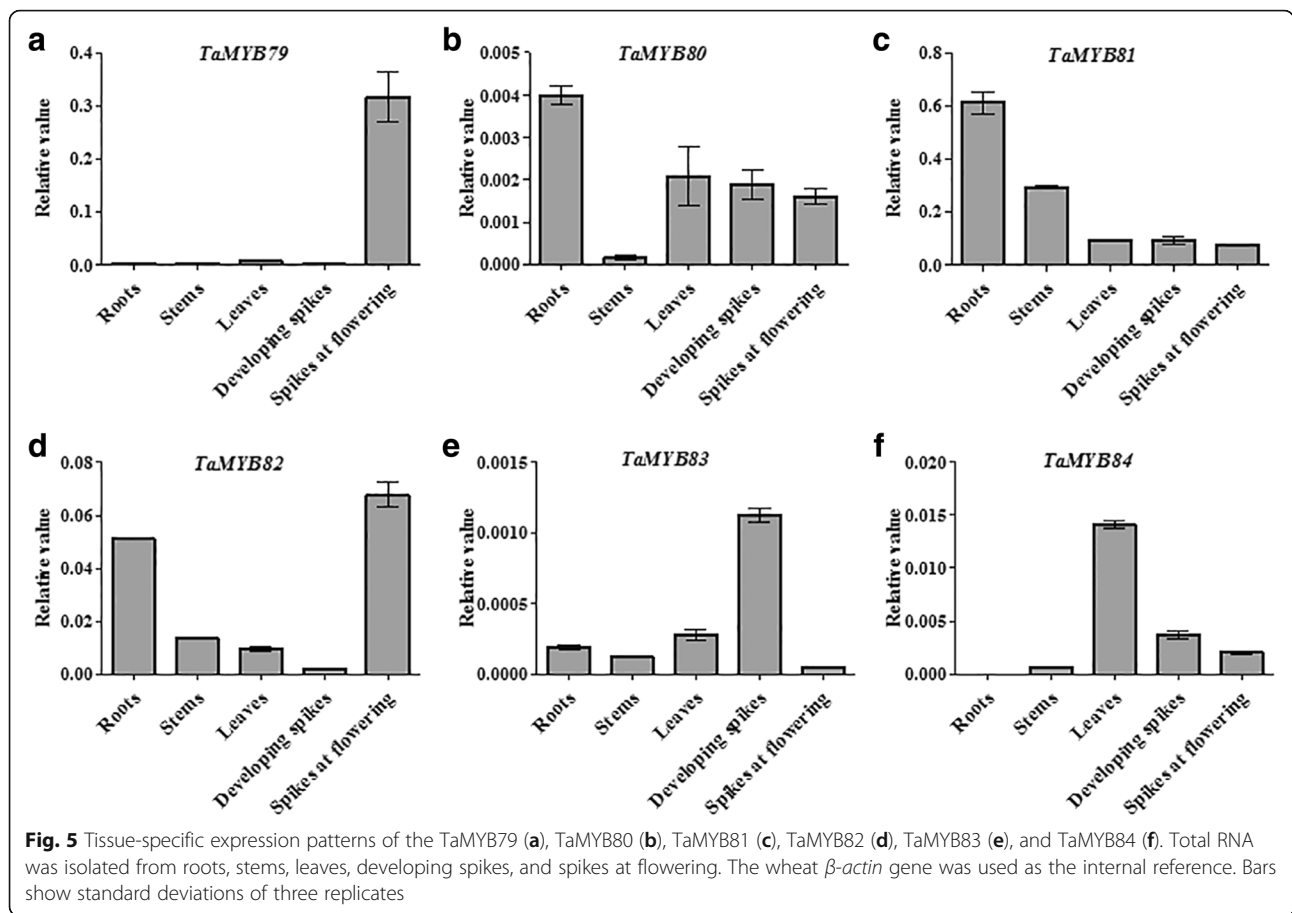 a
TaMYB79
Relative value
0.4
0.3
0.2
0.1
0.0
Roots
Stems
Leaves
Developing spikes
Spikes at flowering
b
TaMYB80
Relative value
0.005
0.004
0.003
0.002
0.001
0.000
Roots
Stems
Leaves
Developing spikes
Spikes at flowering
c
TaMYB81
Relative value
0.8
0.6
0.4
0.2
0.0
Roots
Stem
Leaves
Developing spikes
Spikes at flowering
d
TaMYB82
Relative value
0.08
0.06
0.04
0.02
0.00
Roots
Stems
Leaves
Developing spikes
Spikes at flowering
e
TaMYB83
Relative value
0.0015
0.0010
0.0005
0.0000
Roots
Stems
Leaves
Developing spikes
Spikes at flowering
f
TaMYB84
Relative value
0.020
0.015
0.010
0.005
0.000
Roots
Stems
Leaves
Developing spikes
Spikes at flowering
Fig. 5 Tissue-specific expression patterns of the TaMYB79 (a), TaMYB80 (b), TaMYB81 (c), TaMYB82 (d), TaMYB83 (e), and TaMYB84 (f). Total RNA
was isolated from roots, stems, leaves, developing spikes, and spikes at flowering. The wheat β-actin gene was used as the internal reference. Bars
show standard deviations of three replicates